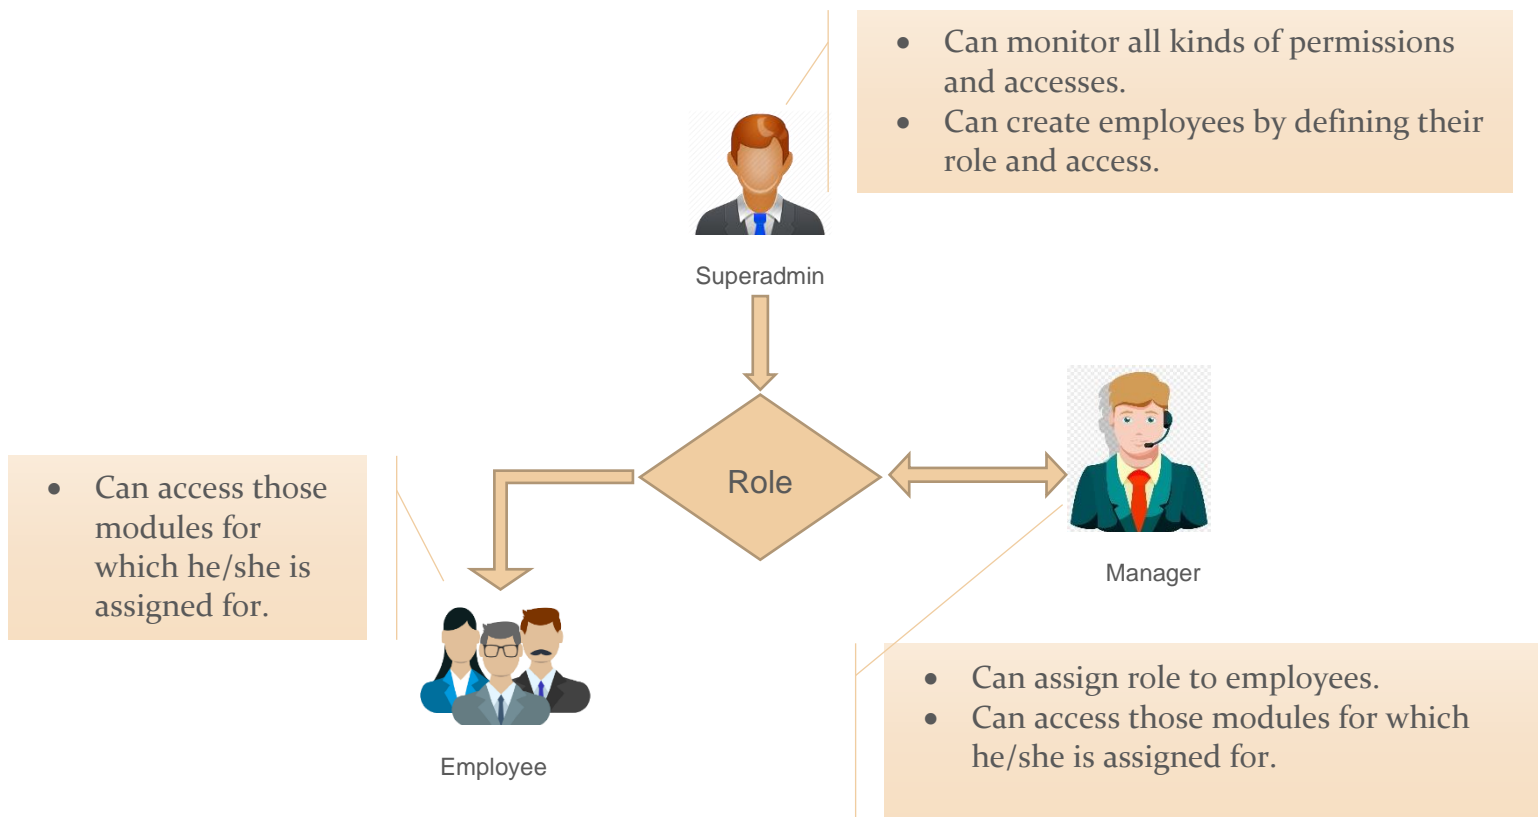 • Can monitor all kinds of permissions
and accesses.
• Can create employees by defining their
role and access.
Superadmin
Role
Manager
• Can access those
modules for
which he/she is
assigned for.
Employee
• Can assign role to employees.
• Can access those modules for which
he/she is assigned for.